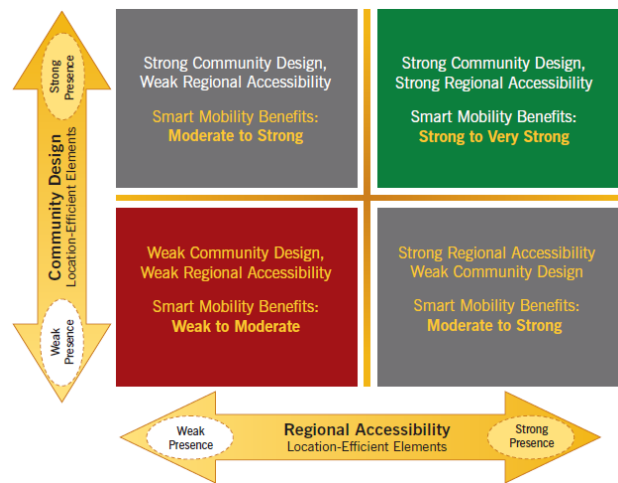 Strong
Presence
Community Design
Location-Efficient Elements
Weak
Presence
Strong Community Design,
Weak Regional Accessibility
Smart Mobility Benefits:
Moderate to Strong
Strong Community Design,
Strong Regional Accessibility
Smart Mobility Benefits:
Strong to Very Strong
Weak Community Design,
Weak Regional Accessibility
Smart Mobility Benefits:
Weak to Moderate
Strong Regional Accessibility
Weak Community Design
Smart Mobility Benefits:
Moderate to Strong
Weak
Presence
Regional Accessibility
Location-Efficient Elements
Strong
Presence